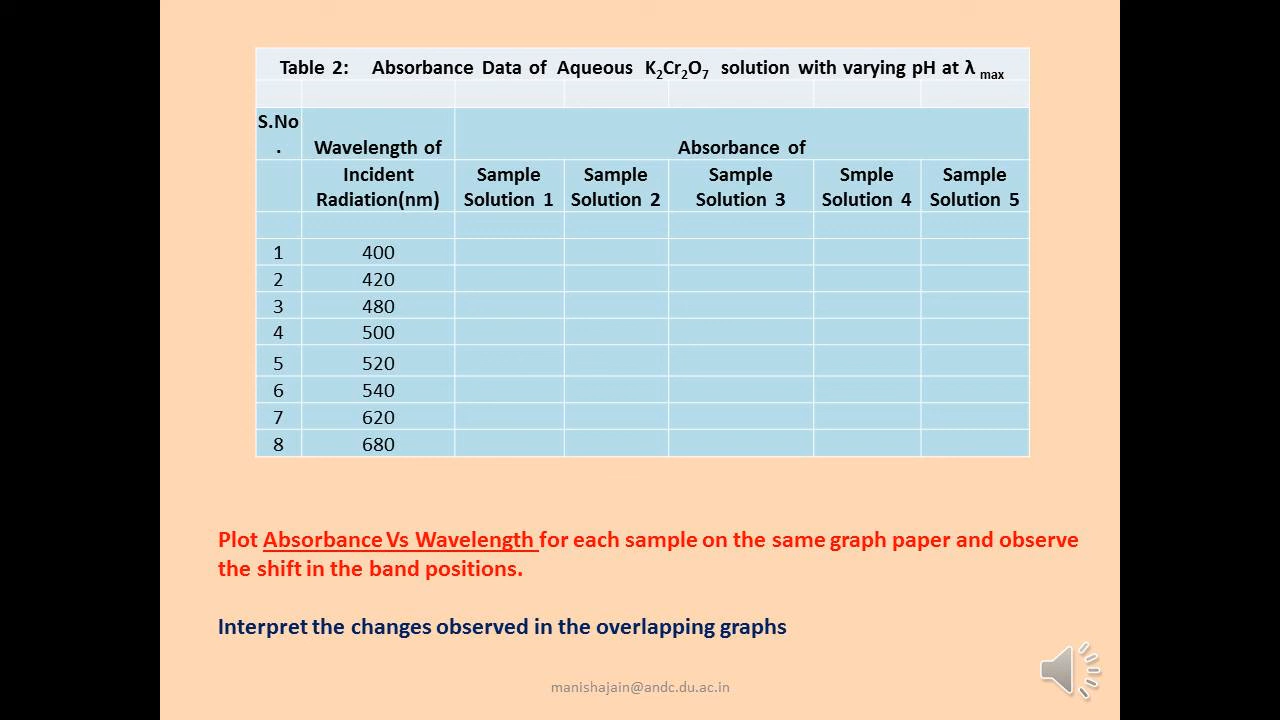 Table 2: Absorbance Data of Aqueous K₂Cr₂O₇ solution with varying pH at λ max
S.No
. Wavelength of Absorbance of
Incident Sample Sample Sample Smple Sample
Radiation(nm) Solution 1 Solution 2 Solution 3 Solution 4 Solution 5
1 400
2 420
3 480
4 500
5 520
6 540
7 620
8 680
Plot Absorbance Vs Wavelength for each sample on the same graph paper and observe
the shift in the band positions.
Interpret the changes observed in the overlapping graphs
manishajain@andc.du.ac.in